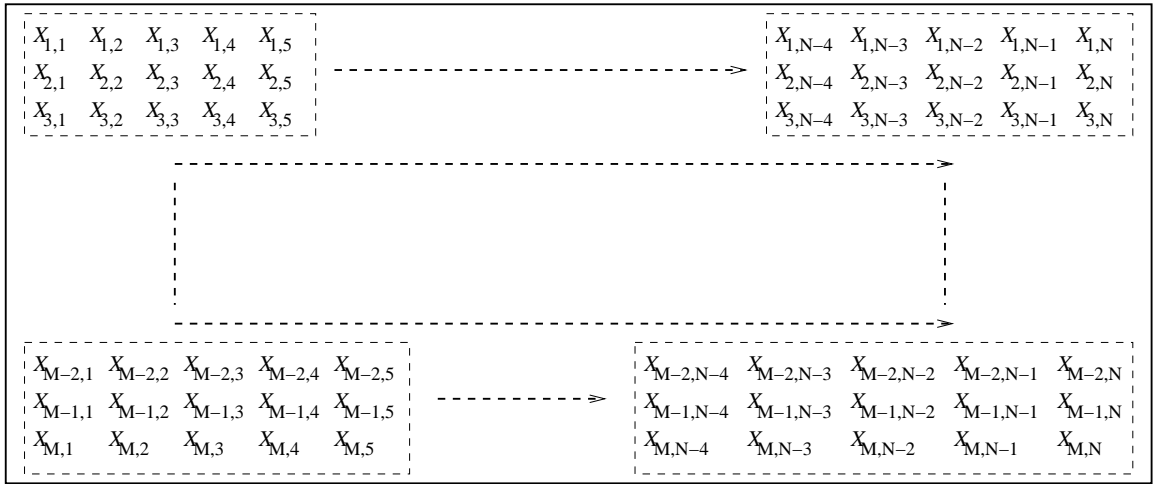 X1,1 X1,2 X1,3 X1,4 X1,5 X1,N−4 X1,N−3 X1,N−2 X1,N−1 X1,N
X2,1 X2,2 X2,3 X2,4 X2,5 X2,N−4 X2,N−3 X2,N−2 X2,N−1 X2,N
X3,1 X3,2 X3,3 X3,4 X3,5 X3,N−4 X3,N−3 X3,N−2 X3,N−1 X3,N
XM−2,1 XM−2,2 XM−2,3 XM−2,4 XM−2,5 XM−2,N−4 XM−2,N−3 XM−2,N−2 XM−2,N−1 XM−2,N
XM−1,1 XM−1,2 XM−1,3 XM−1,4 XM−1,5 XM−1,N−4 XM−1,N−3 XM−1,N−2 XM−1,N−1 XM−1,N
XM,1 XM,2 XM,3 XM,4 XM,5 XM,N−4 XM,N−3 XM,N−2 XM,N−1 XM,N